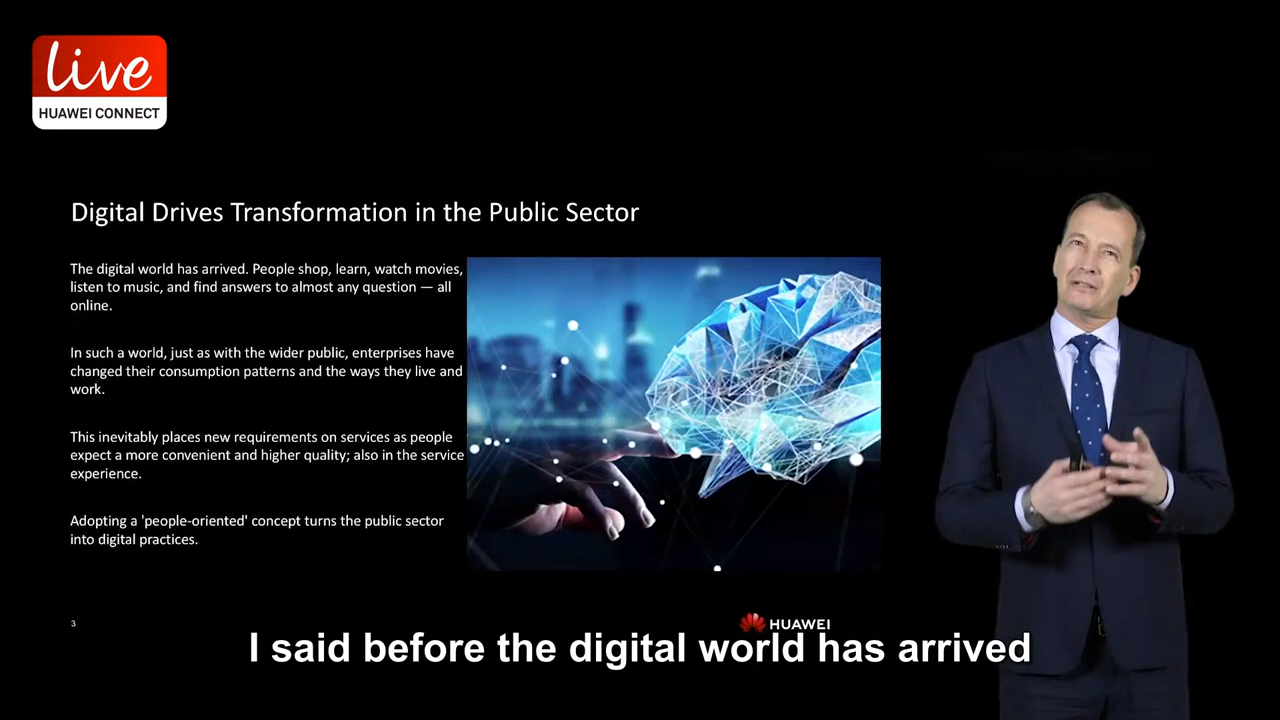 live
HUAWEI CONNECT
Digital Drives Transformation in the Public Sector
The digital world has arrived. People shop, learn, watch movies,
listen to music, and find answers to almost any question — all
online.
In such a world, just as with the wider public, enterprises have
changed their consumption patterns and the ways they live and
work.
This inevitably places new requirements on services as people
expect a more convenient and higher quality; also in the service
experience.
Adopting a 'people-oriented' concept turns the public sector
into digital practices.
3
HUAWEI
I said before the digital world has arrived